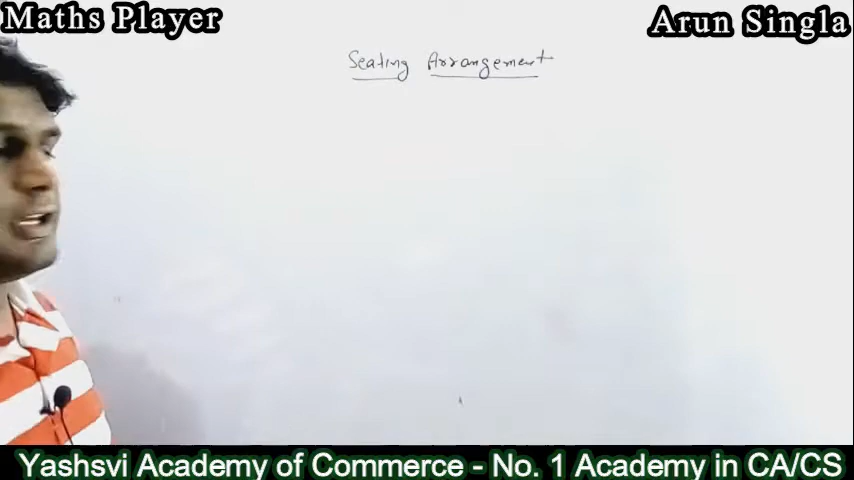 Maths Player
Arun Singla
Seating Arrangement
Yashsvi Academy of Commerce - No. 1 Academy in CA/CS